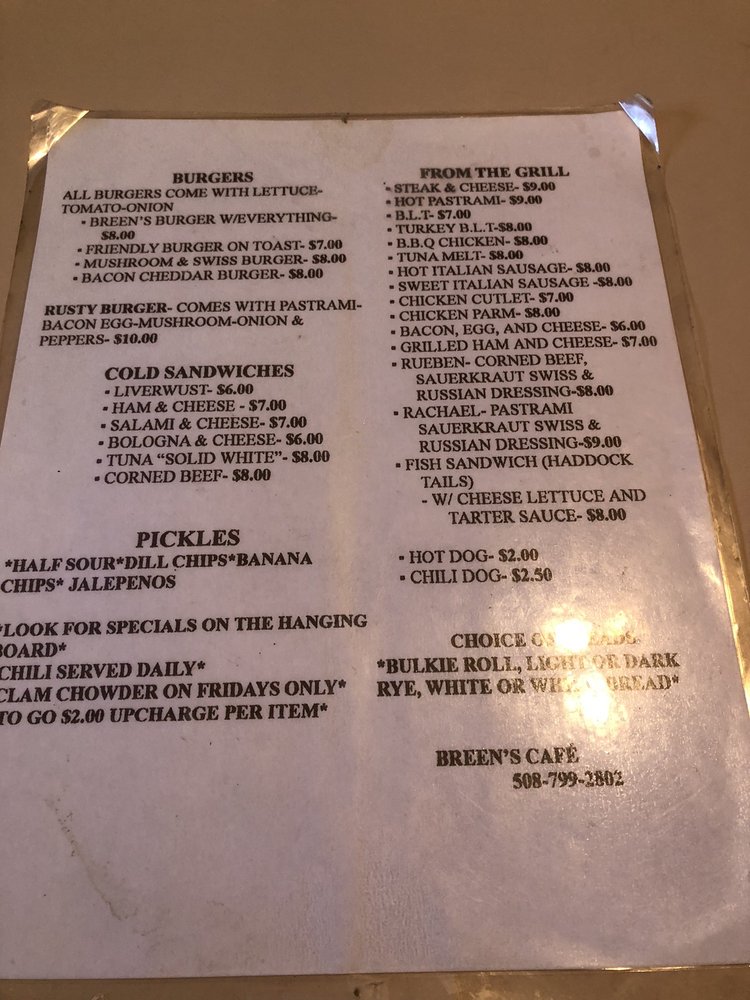 BURGERS
ALL BURGERS COME WITH LETTUCE-
TOMATO-ONION
▪ BREEN'S BURGER W/EVERYTHING-
$8.00
▪ FRIENDLY BURGER ON TOAST- $7.00
▪ MUSHROOM & SWISS BURGER- $8.00
▪ BACON CHEDDAR BURGER- $8.00
RUSTY BURGER- COMES WITH PASTRAMI-
BACON EGG-MUSHROOM-ONION &
PEPPERS- $10.00
COLD SANDWICHES
▪ LIVERWUST- $6.00
▪ HAM & CHEESE - $7.00
▪ SALAMI & CHEESE- $7.00
▪ BOLOGNA & CHEESE- $6.00
▪ TUNA "SOLID WHITE"- $8.00
▪ CORNED BEEF- $8.00
PICKLES
*HALF SOUR*DILL CHIPS*BANANA
CHIPS* JALEPENOS
*LOOK FOR SPECIALS ON THE HANGING
BOARD*
CHILI SERVED DAILY*
CLAM CHOWDER ON FRIDAYS ONLY*
TO GO $2.00 UPCHARGE PER ITEM*
FROM THE GRILL
▪ STEAK & CHEESE- $9.00
▪ HOT PASTRAMI- $9.00
▪ B.L.T- $7.00
▪ TURKEY B.L.T-$8.00
▪ B.B.Q CHICKEN- $8.00
▪ TUNA MELT- $8.00
▪ HOT ITALIAN SAUSAGE- $8.00
▪ SWEET ITALIAN SAUSAGE -$8.00
▪ CHICKEN CUTLET- $7.00
▪ CHICKEN PARM- $8.00
▪ BACON, EGG, AND CHEESE- $6.00
▪ GRILLED HAM AND CHEESE- $7.00
▪ RUEBEN- CORNED BEEF,
SAUERKRAUT SWISS &
RUSSIAN DRESSING-$8.00
▪ RACHAEL- PASTRAMI
SAUERKRAUT SWISS &
RUSSIAN DRESSING-$9.00
▪ FISH SANDWICH (HADDOCK
TAILS)
- W/ CHEESE LETTUCE AND
TARTER SAUCE- $8.00
▪ HOT DOG- $2.00
▪ CHILI DOG- $2.50
CHOICE
*BULKIE ROLL, LIGHT OR DARK
RYE, WHITE OR BREAD*
BREEN'S CAFÉ
508-799-2802